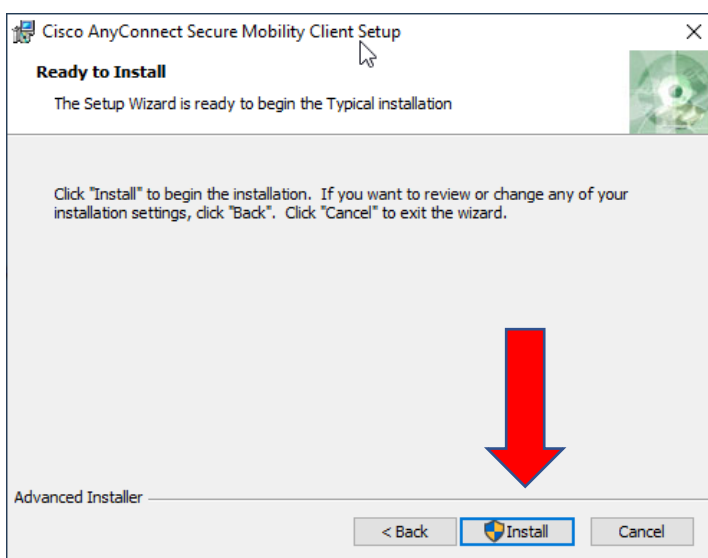 Cisco AnyConnect Secure Mobility Client Setup
Ready to Install
The Setup Wizard is ready to begin the Typical installation
Click "Install" to begin the installation.  If you want to review or change any of your
installation settings, click "Back".  Click "Cancel" to exit the wizard.
Advanced Installer
< Back
Install
Cancel